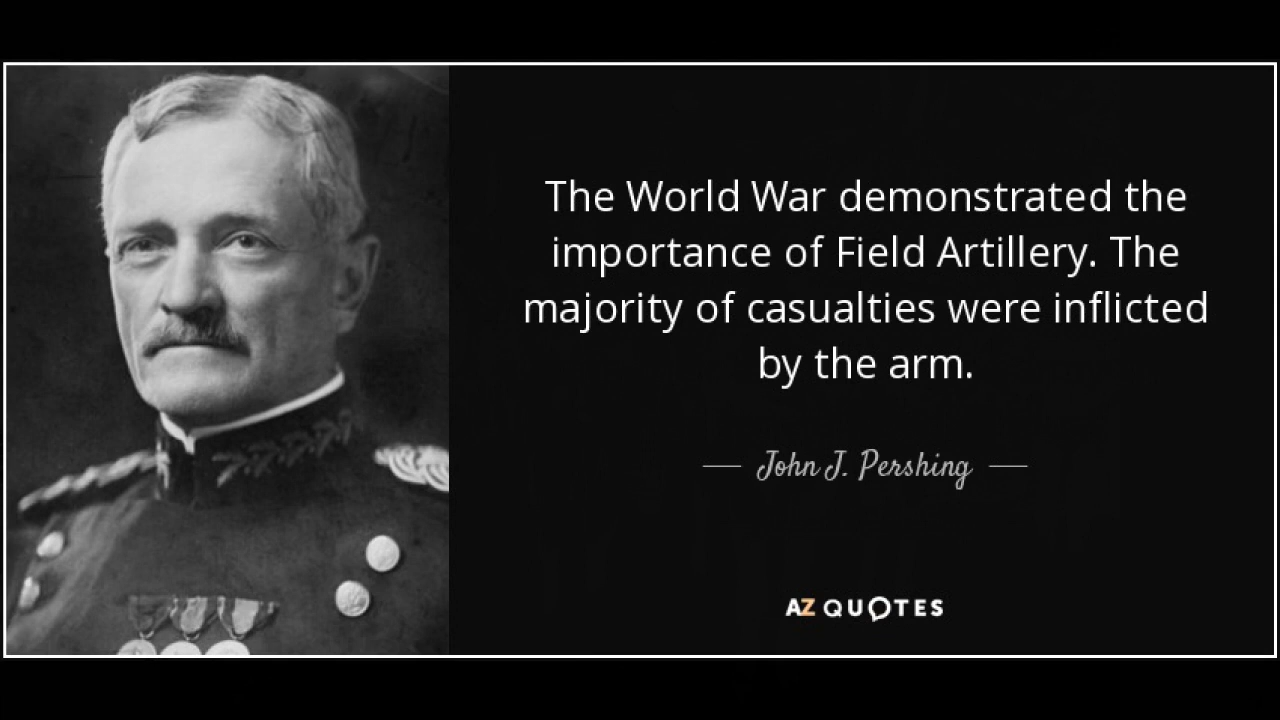 The World War demonstrated the
importance of Field Artillery. The
majority of casualties were inflicted
by the arm.
John J. Pershing
AZ QUOTES